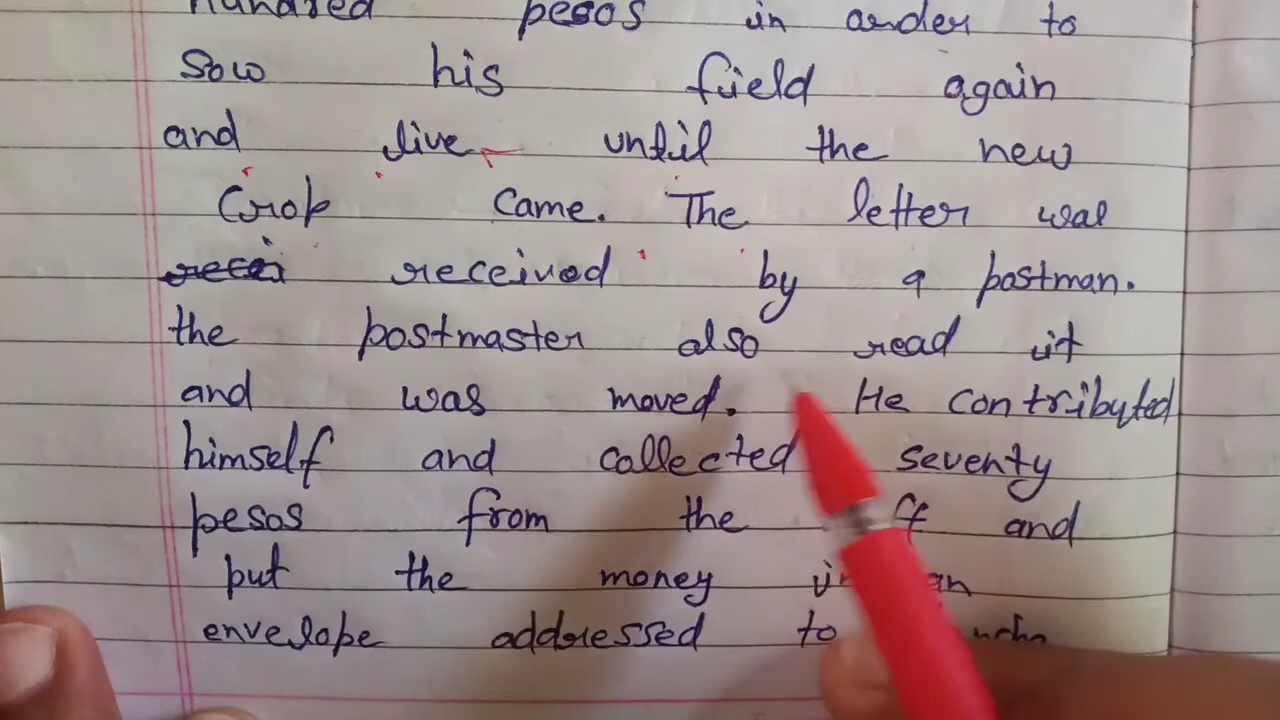 hundred pesos in order to
sow his field again
and live until the new
Crop came. The letter was
received by a postman.
the postmaster also read it
and was moved. He contributed
himself and collected seventy
pesos from the and
put the money
envelope addressed to